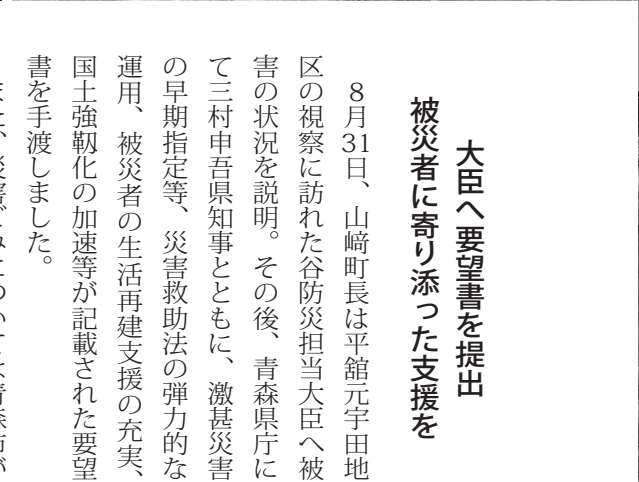 大臣へ要望書を提出
被災者に寄り添った支援を
8月31日、山﨑町長は平舘元宇田地
区の視察に訪れた谷防災担当大臣へ被
害の状況を説明。その後、青森県庁に
て三村申吾県知事とともに、激甚災害
の早期指定等、災害救助法の弾力的な
運用、被災者の生活再建支援の充実、
国土強靱化の加速等が記載された要望
書を手渡しました。